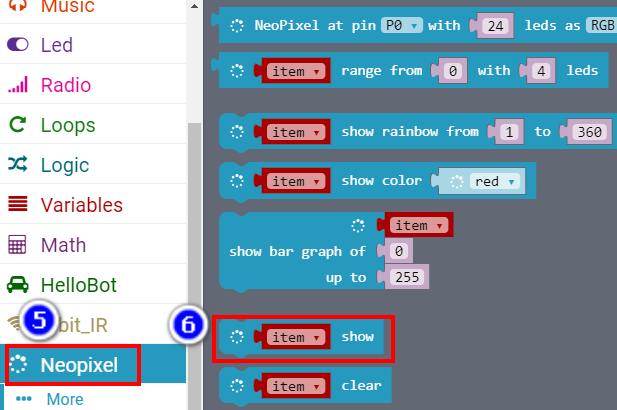 Music
Led
Radio
Loops
Logic
Variables
Math
HelloBot
5
bit_IR
Neopixel
More
NeoPixel at pin P0 with 24 leds as RGB
item range from 0 with 4 leds
item show rainbow from 1 to 360
item show color red
item
show bar graph of 0
up to 255
6
item show
item clear